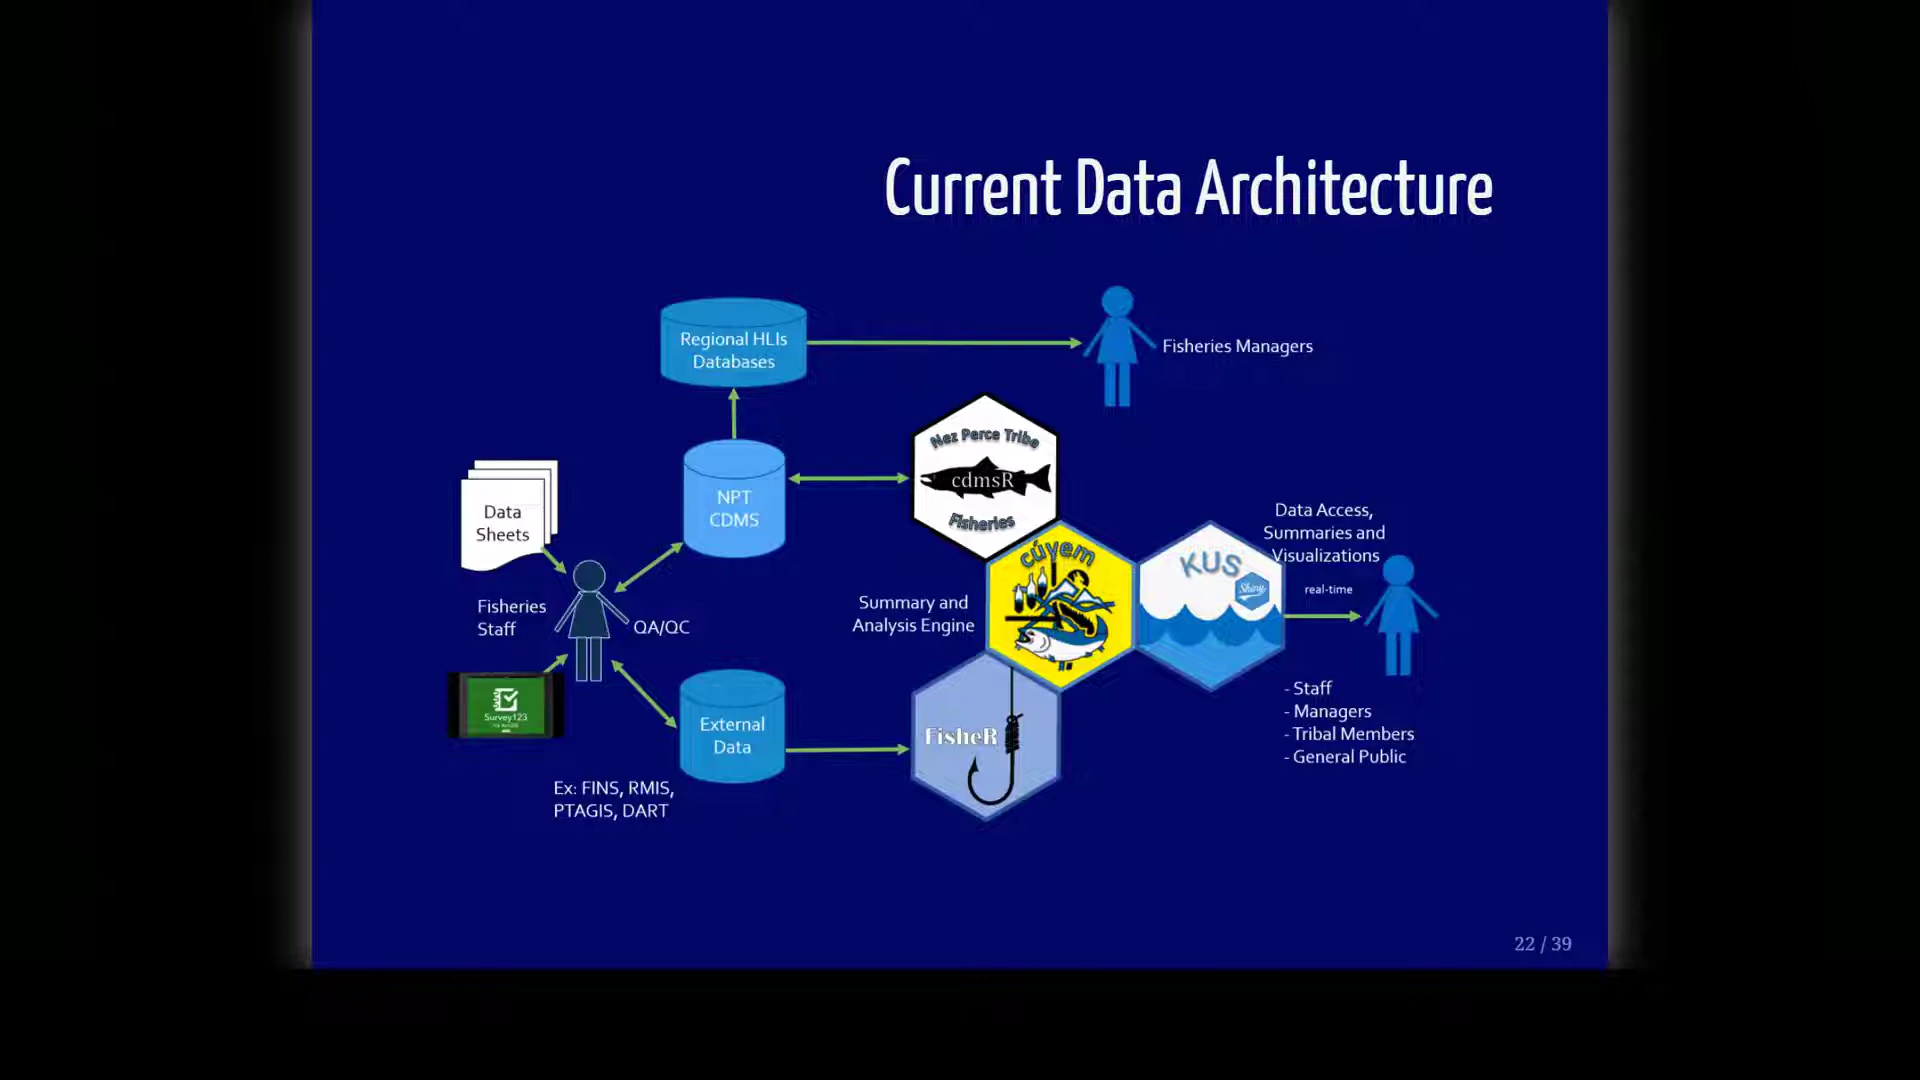 Current Data Architecture
Regional HLIs
Databases
Fisheries Managers
Nez Perce Tribe
cdmsR
Fisheries
NPT
CDMS
Data
Sheets
Data Access,
Summaries and
Visualizations
cúyem
KUS
Shiny
real-time
Summary and
Analysis Engine
Fisheries
Staff
QA/QC
Survey123
External
Data
FisheR
- Staff
- Managers
- Tribal Members
- General Public
Ex: FINS, RMIS,
PTAGIS, DART
22 / 39